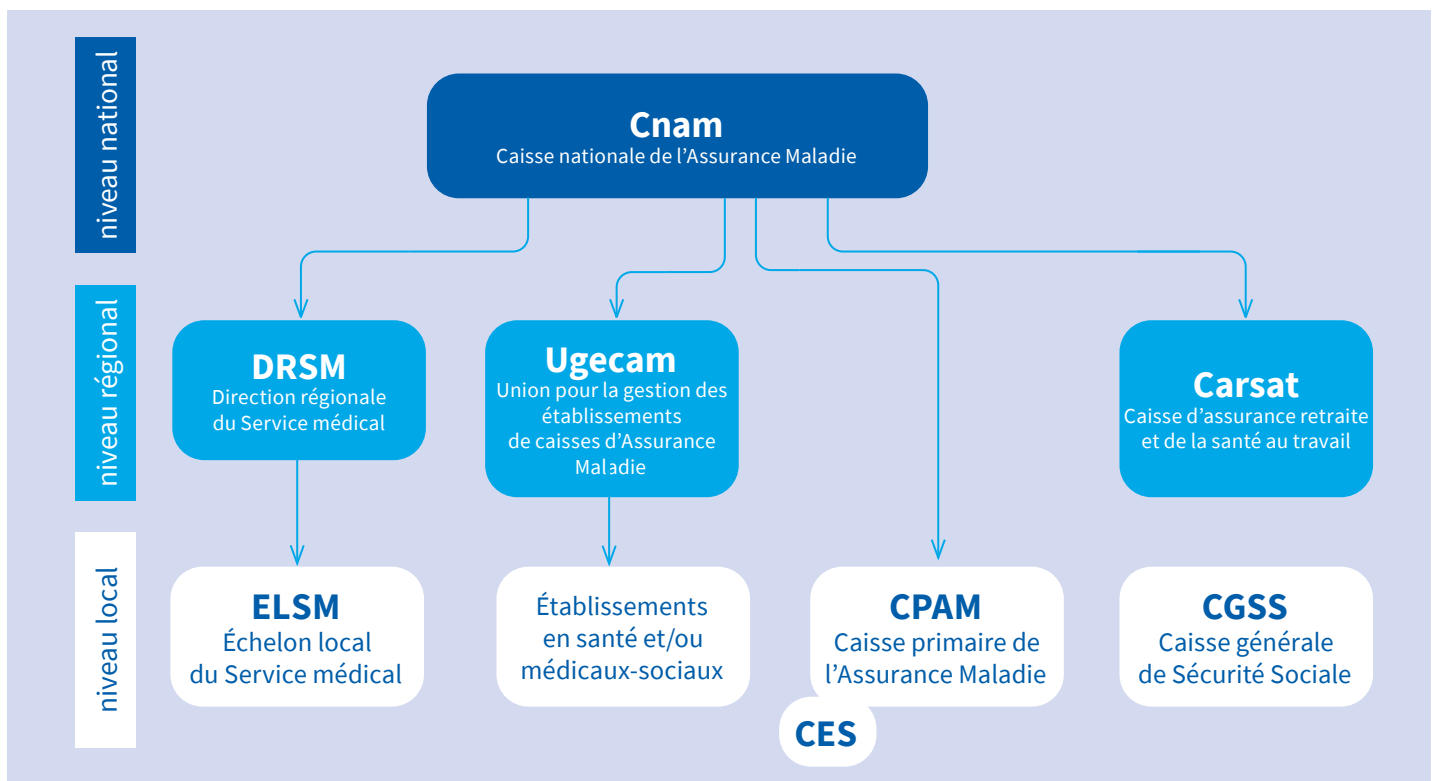 niveau national
Cnam
Caisse nationale de l’Assurance Maladie
niveau régional
DRSM
Direction régionale
du Service médical
Ugecam
Union pour la gestion des
établissements
de caisses d’Assurance
Maladie
Carsat
Caisse d’assurance retraite
et de la santé au travail
niveau local
ELSM
Échelon local
du Service médical
Établissements
en santé et/ou
médicaux-sociaux
CPAM
Caisse primaire de
l’Assurance Maladie
CES
CGSS
Caisse générale
de Sécurité Sociale